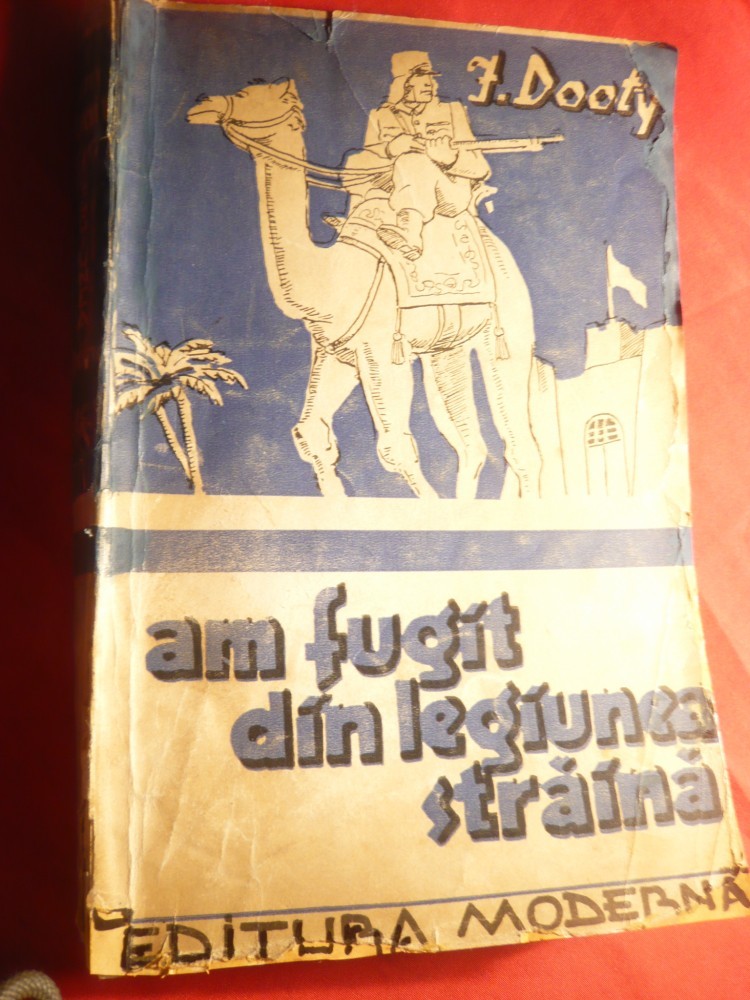 J. Dooty
am fugit
din legiunea
străină
EDITURA MODERNĂ